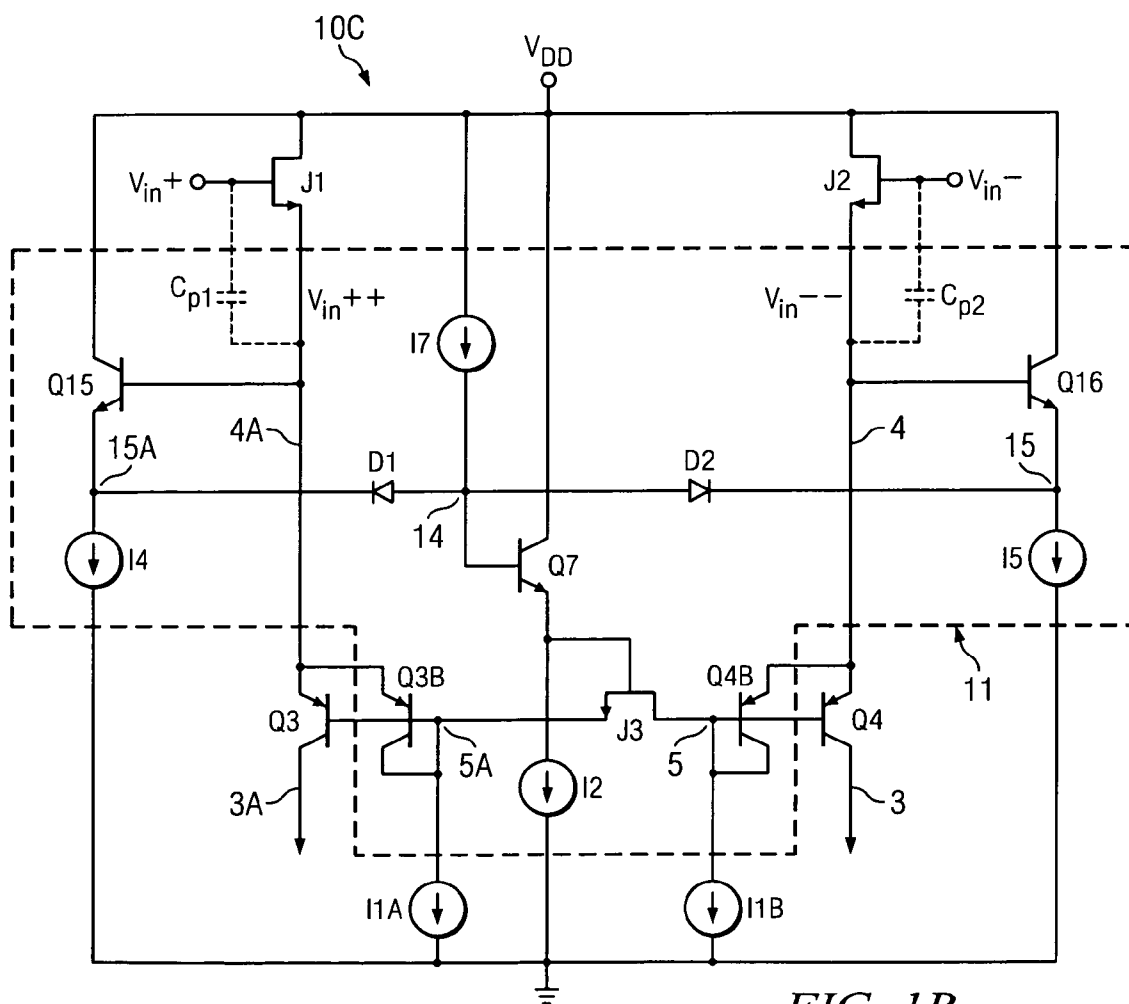 10C
VDD
Vin+
J1
J2
Vin-
Cp1
Vin++
Vin--
Cp2
I7
Q15
Q16
4A
4
15A
D1
D2
15
14
I4
Q7
I5
11
Q3B
Q4B
Q3
J3
Q4
5A
5
3A
I2
3
I1A
I1B
FIG. 1B